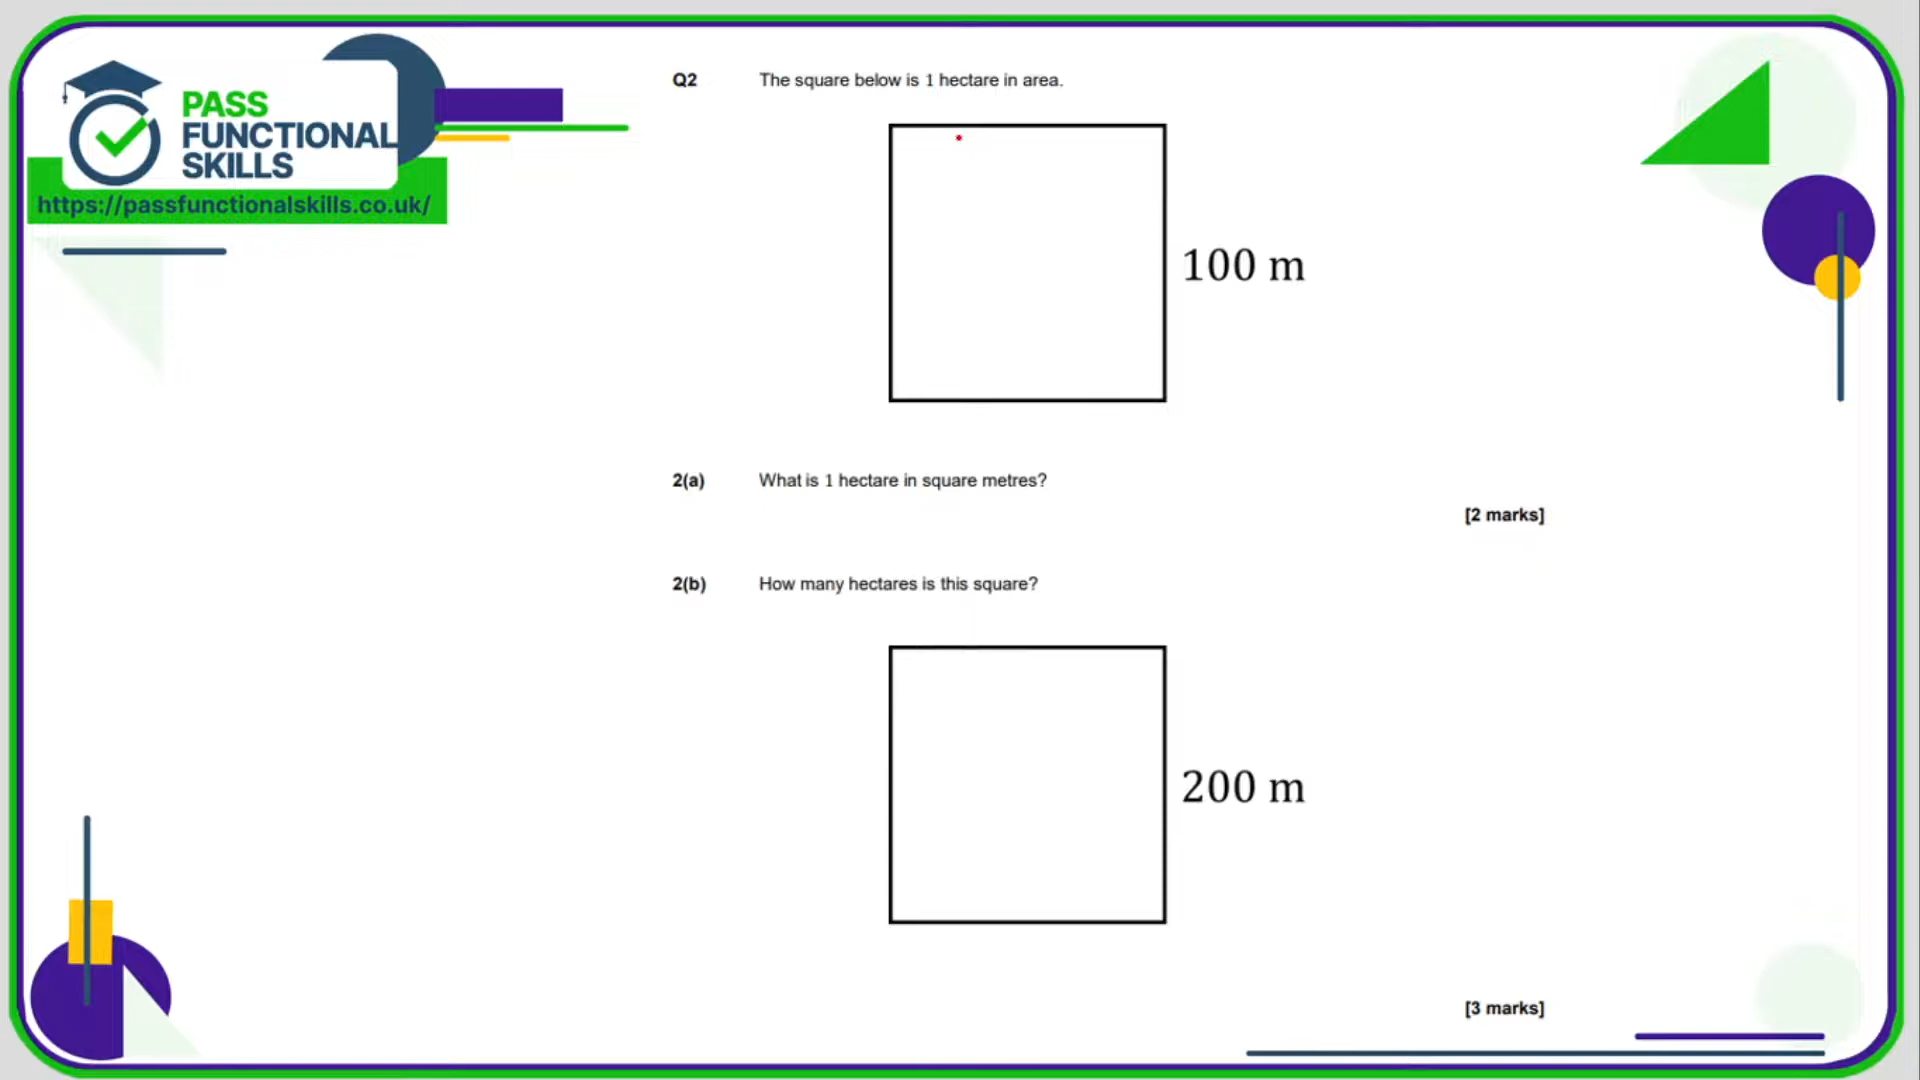 PASS
FUNCTIONAL
SKILLS
https://passfunctionalskills.co.uk/
Q2 The square below is 1 hectare in area.
100 m
2(a) What is 1 hectare in square metres?
[2 marks]
2(b) How many hectares is this square?
200 m
[3 marks]